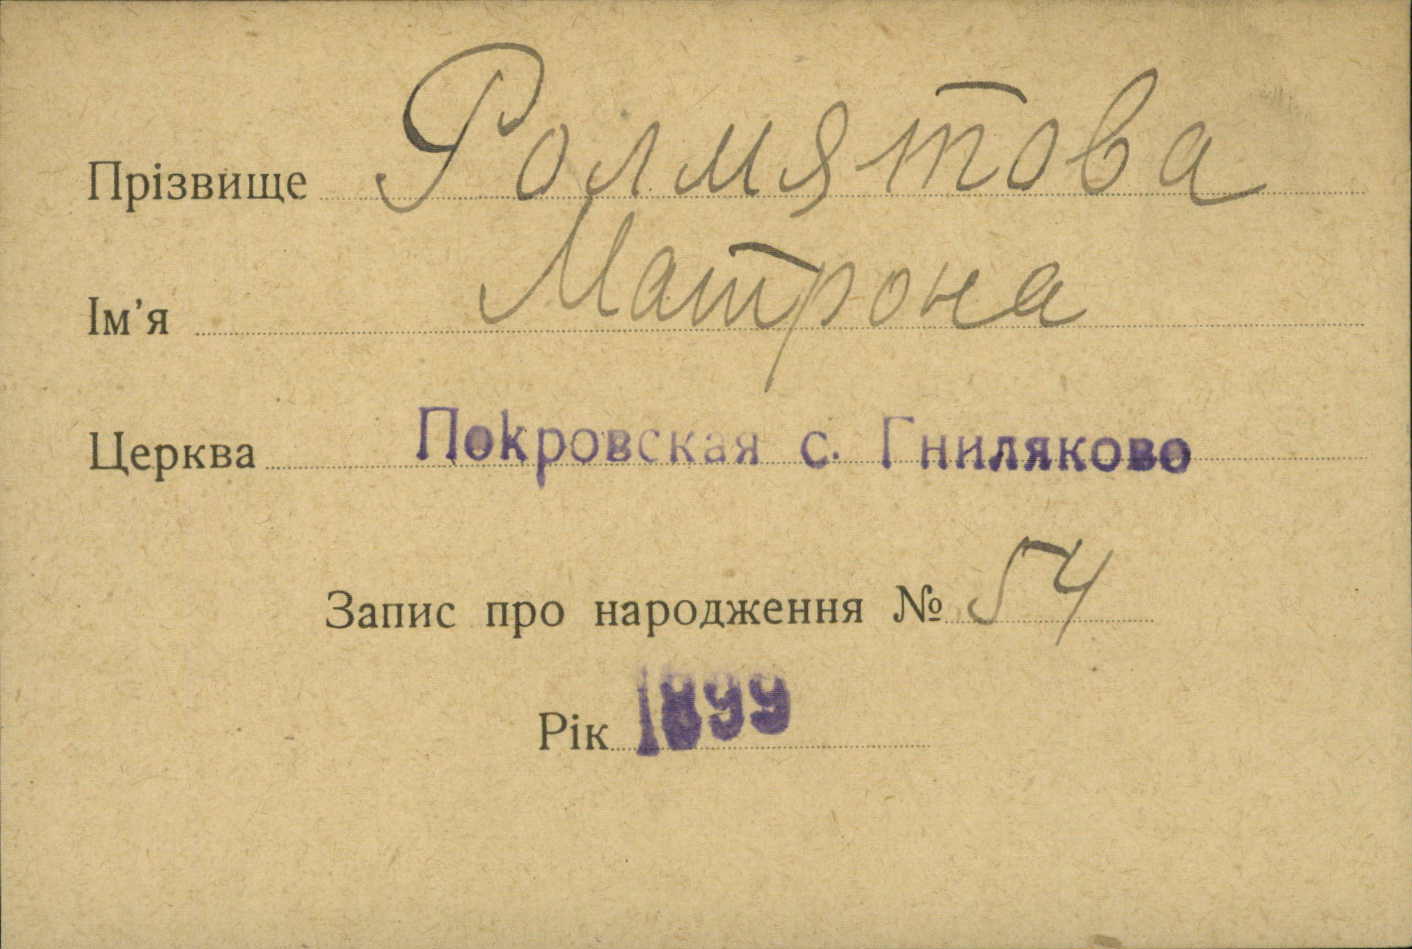 Прізвище Ролмятова
Ім'я Матрона
Церква Покровская с. Гниляково
Запис про народження № 54
Рік 1899